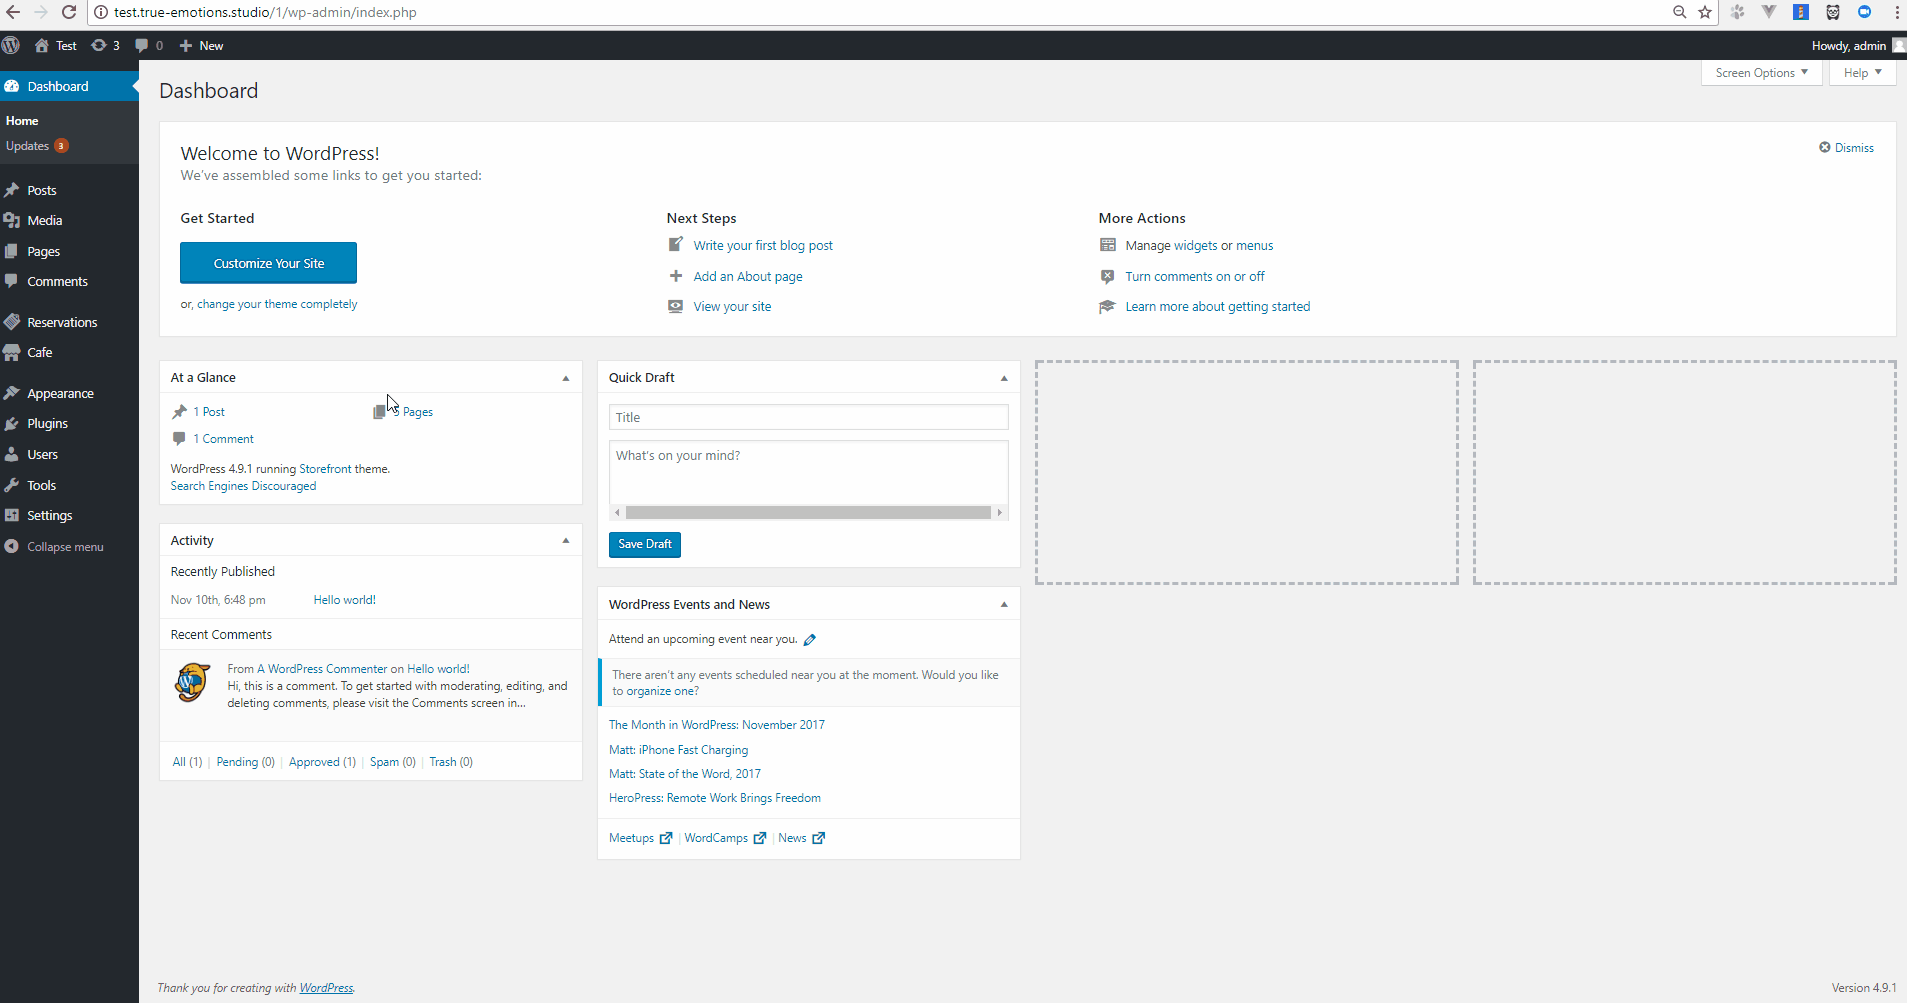 test.true-emotions.studio/1/wp-admin/index.php
Test 3 0 New Howdy, admin
Dashboard
Home
Updates 3
Posts
Media
Pages
Comments
Reservations
Cafe
Appearance
Plugins
Users
Tools
Settings
Collapse menu
Screen Options Help
Dashboard
Welcome to WordPress!
Dismiss
We've assembled some links to get you started:
Get Started
Customize Your Site
or, change your theme completely
Next Steps
Write your first blog post
Add an About page
View your site
More Actions
Manage widgets or menus
Turn comments on or off
Learn more about getting started
At a Glance
1 Post
Pages
1 Comment
WordPress 4.9.1 running Storefront theme.
Search Engines Discouraged
Activity
Recently Published
Nov 10th, 6:48 pm Hello world!
Recent Comments
From A WordPress Commenter on Hello world!
Hi, this is a comment. To get started with moderating, editing, and
deleting comments, please visit the Comments screen in...
All (1) | Pending (0) | Approved (1) | Spam (0) | Trash (0)
Quick Draft
Title
What's on your mind?
Save Draft
WordPress Events and News
Attend an upcoming event near you.
There aren't any events scheduled near you at the moment. Would you like
to organize one?
The Month in WordPress: November 2017
Matt: iPhone Fast Charging
Matt: State of the Word, 2017
HeroPress: Remote Work Brings Freedom
Meetups | WordCamps | News
Thank you for creating with WordPress.
Version 4.9.1